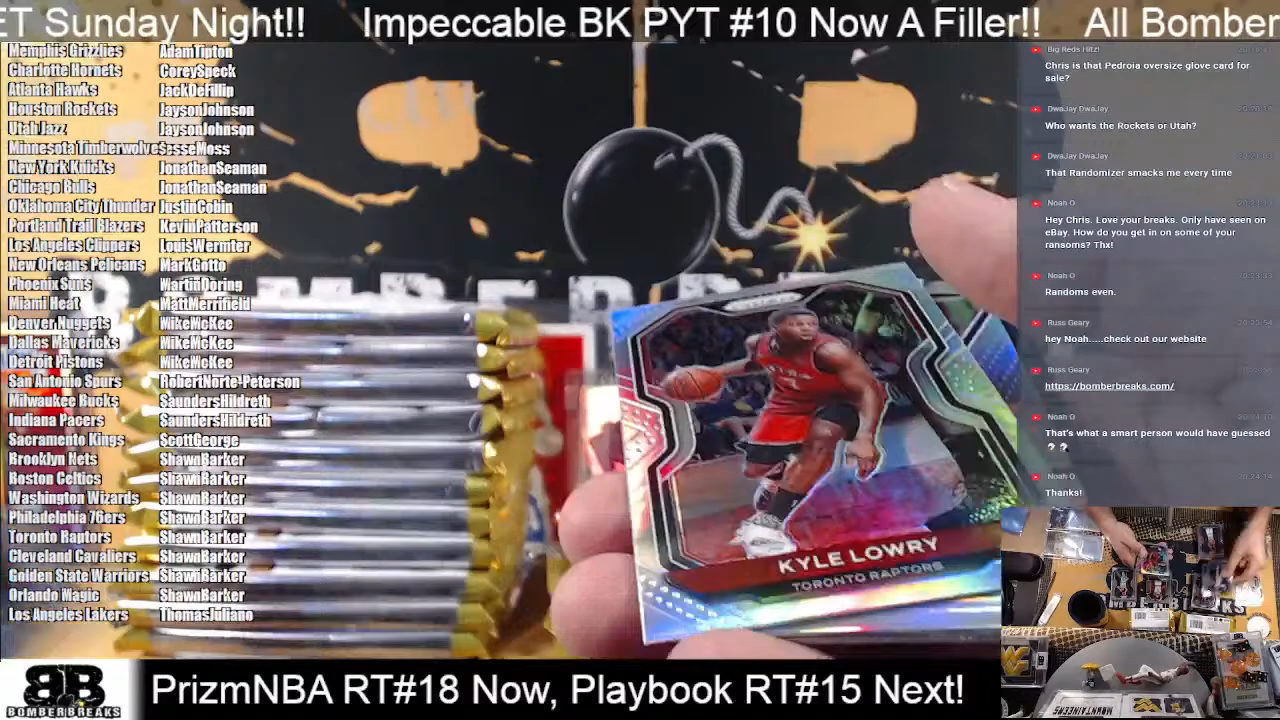 ET Sunday Night!! Impeccable BK PYT #10 Now A Filler!! All Bomber
Memphis Grizzlies AdamTipton
Charlotte Hornets CoreySpeck
Atlanta Hawks JackDeFillip
Houston Rockets JaysonJohnson
Utah Jazz JaysonJohnson
Minnesota Timberwolves JesseMoss
New York Knicks JonathanSeaman
Chicago Bulls JonathanSeaman
Oklahoma City Thunder JustinCobin
Portland Trail Blazers KevinPatterson
Los Angeles Clippers LouisWermter
New Orleans Pelicans MarkGotto
Phoenix Suns MartinDoring
Miami Heat MattMerrifield
Denver Nuggets MikeMcKee
Dallas Mavericks MikeMcKee
Detroit Pistons MikeMcKee
San Antonio Spurs RobertNorte-Peterson
Milwaukee Bucks SaundersHildreth
Indiana Pacers SaundersHildreth
Sacramento Kings ScottGeorge
Brooklyn Nets ShawnBarker
Boston Celtics ShawnBarker
Washington Wizards ShawnBarker
Philadelphia 76ers ShawnBarker
Toronto Raptors ShawnBarker
Cleveland Cavaliers ShawnBarker
Golden State Warriors ShawnBarker
Orlando Magic ShawnBarker
Los Angeles Lakers ThomasJuliano
KYLE LOWRY
TORONTO RAPTORS
Big Reds Hitz!
Chris is that Pedroia oversize glove card for
sale?
DwaJay DwaJay
Who wants the Rockets or Utah?
DwaJay DwaJay
That Randomizer smacks me every time
Noah O
Hey Chris. Love your breaks. Only have seen on
eBay. How do you get in on some of your
ransoms? Thx!
Noah O
Randoms even.
Russ Geary
hey Noah.....check out our website
Russ Geary
https://bomberbreaks.com/
Noah O
That's what a smart person would have guessed
Noah O
Thanks!
MOUNTAINEERS
BB
BOMBERBREAKS
PrizmNBA RT#18 Now, Playbook RT#15 Next!